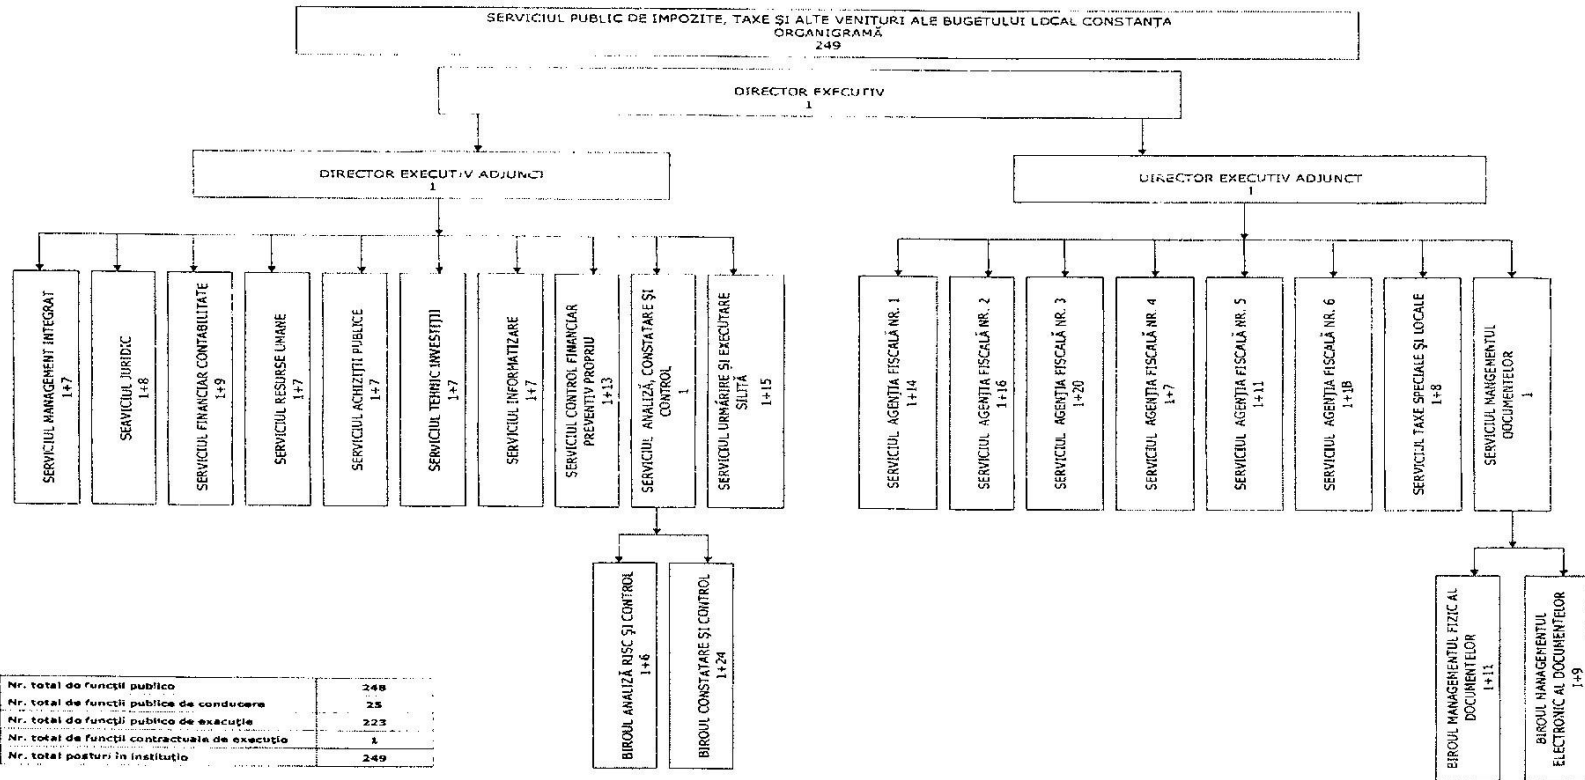 SERVICIUL PUBLIC DE IMPOZITE, TAXE ȘI ALTE VENITURI ALE BUGETULUI LOCAL CONSTANȚA
ORGANIGRAMĂ
249
DIRECTOR EXECUTIV
1
DIRECTOR EXECUTIV ADJUNCT
1
DIRECTOR EXECUTIV ADJUNCT
1
SERVICIUL MANAGEMENT INTEGRAT
1+7
SEAVICIUL JURIDIC
1+8
SERVICIUL FINANCIAR CONTABILITATE
1+9
SERVICIUL RESURSE UMANE
1+7
SERVICIUL ACHIZIȚII PUBLICE
1+7
SERVICIUL TEHNIC INVESTIȚII
1+7
SERVICIUL INFORMATIZARE
1+7
SERVICIUL CONTROL FINANCIAR
PREVENTIV PROPRIU
1+13
SERVICIUL ANALIZĂ, CONSTATARE ȘI
CONTROL
1
SERVICIUL URMĂRIRE ȘI EXECUTARE
SILITĂ
1+15
SERVICIUL AGENȚIA FISCALĂ NR. 1
1+14
SERVICIUL AGENȚIA FISCALĂ NR. 2
1+16
SERVICIUL AGENȚIA FISCALĂ NR. 3
1+20
SERVICIUL AGENȚIA FISCALĂ NR. 4
1+7
SERVICIUL AGENȚIA FISCALĂ NR. 5
1+11
SERVICIUL AGENȚIA FISCALĂ NR. 6
1+18
SERVICIUL TAXE SPECIALE ȘI LOCALE
1+8
SERVICIUL MANGEMENTUL
DOCUMENTELOR
1
BIROUL ANALIZĂ RISC ȘI CONTROL
1+6
BIROUL CONSTATARE ȘI CONTROL
1+24
BIROUL MANAGEMENTUL FIZIC AL
DOCUMENTELOR
1+11
BIROUL MANAGEMENTUL
ELECTRONIC AL DOCUMENTELOR
1+9
Nr. total de funcții publice 248
Nr. total de funcții publice de conducere 25
Nr. total de funcții publice de execuție 223
Nr. total de funcții contractuale de execuție 1
Nr. total posturi în instituție 249